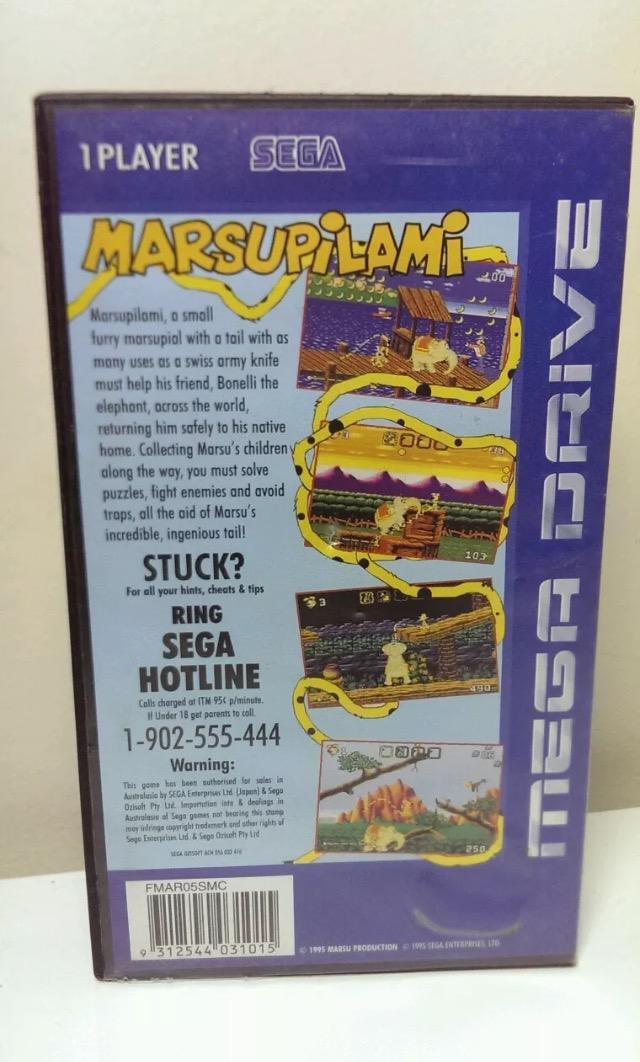 1 PLAYER
SEGA
MARSUPILAMI
Marsupilami, a small
furry marsupial with a tail with as
many uses as a swiss army knife
must help his friend, Bonelli the
elephant, across the world,
returning him safely to his native
home. Collecting Marsu's children
along the way, you must solve
puzzles, fight enemies and avoid
traps, all the aid of Marsu's
incredible, ingenious tail!
STUCK?
For all your hints, cheats & tips
RING
SEGA
HOTLINE
Calls charged at ITM 95¢ p/minute.
If Under 18 get parents to call.
1-902-555-444
Warning:
This game has been authorised for sales in
Australasia by SEGA Enterprises Ltd. (Japan) & Sega
Ozisoft Pty Ltd. Importation into & dealings in
Australasia of Sega games not bearing this stamp
may infringe copyright trademark and other rights of
Sega Enterprises Ltd. & Sega Ozisoft Pty Ltd
SEGA OZISOFT ACN
FMAR05SMC
9 312544 031015
© 1995 MARSU PRODUCTION © 1995 SEGA ENTERPRISES, LTD.
103
3
490
250
MEGA DRIVE